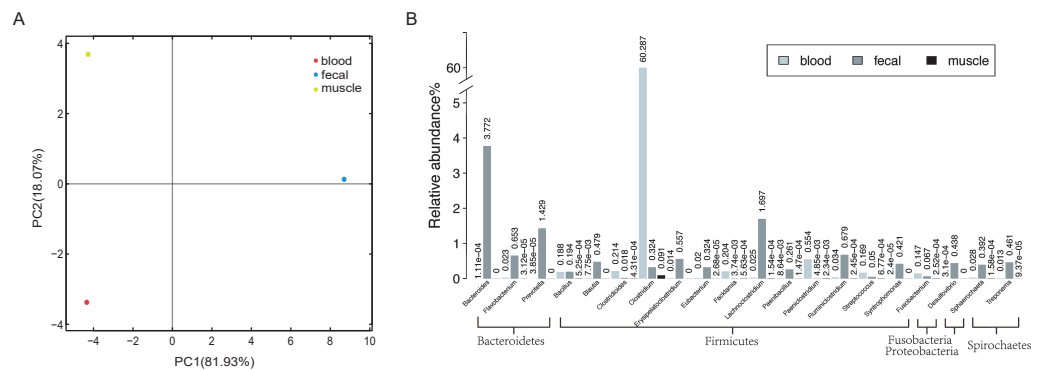 A
PC2(18.07%)
4
2
0
−2
−4
blood
fecal
muscle
−4
−2
0
2
4
6
8
10
PC1(81.93%)
B
Relative abundance%
60
5
4
3
2
1
0
blood
fecal
muscle
1.11e-04
3.772
0
0.023
0.653
3.12e-05
3.85e-05
1.429
0
0.188
0.194
5.25e-04
7.75e-03
0.479
0
0.214
0.018
4.31e-04
60.287
0.324
0.091
0.014
0.557
0
0.02
0.324
2.68e-05
0.204
3.74e-03
5.63e-04
0.025
1.697
1.54e-04
8.64e-03
0.261
1.47e-04
0.554
4.85e-03
2.34e-03
0.034
0.679
2.45e-04
0.169
0.05
6.77e-04
2.4e-05
0.421
0
0.147
0.067
2.52e-04
3.1e-04
0.438
0
0.028
0.392
1.58e-04
0.013
0.461
9.37e-05
Bacteroides
Flavobacterium
Prevotella
Bacillus
Blautia
Clostridioides
Clostridium
Erysipelatoclostridium
Eubacterium
Facklamia
Lachnoclostridium
Paenibacillus
Paeniclostridium
Ruminiclostridium
Streptococcus
Syntrophomonas
Fusobacterium
Desulfovibrio
Sphaerochaeta
Treponema
Bacteroidetes
Firmicutes
Fusobacteria
Proteobacteria
Spirochaetes